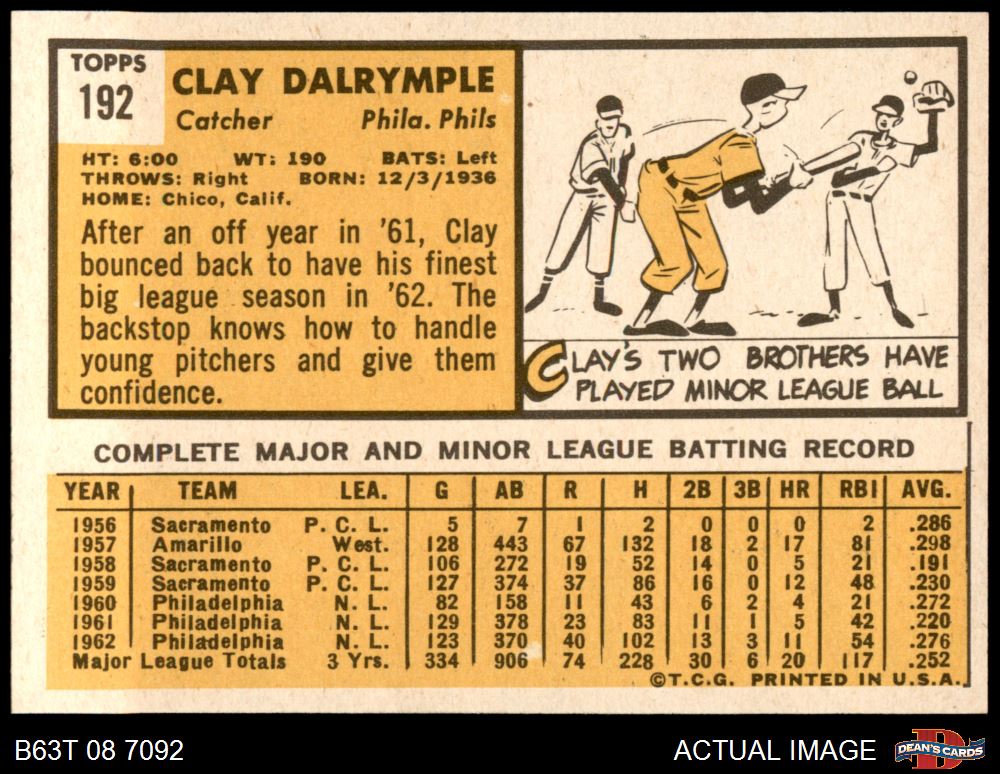 TOPPS
192
CLAY DALRYMPLE
Catcher Phila. Phils
HT: 6:00 WT: 190 BATS: Left
THROWS: Right BORN: 12/3/1936
HOME: Chico, Calif.
After an off year in '61, Clay
bounced back to have his finest
big league season in '62. The
backstop knows how to handle
young pitchers and give them
confidence.
CLAY'S TWO BROTHERS HAVE
PLAYED MINOR LEAGUE BALL
COMPLETE MAJOR AND MINOR LEAGUE BATTING RECORD
YEAR TEAM LEA. G AB R H 2B 3B HR RBI AVG.
1956 Sacramento P. C. L. 5 7 1 2 0 0 0 2 .286
1957 Amarillo West. 128 443 67 132 18 2 17 81 .298
1958 Sacramento P. C. L. 106 272 19 52 14 0 5 21 .191
1959 Sacramento P. C. L. 127 374 37 86 16 0 12 48 .230
1960 Philadelphia N. L. 82 158 11 43 6 2 4 21 .272
1961 Philadelphia N. L. 129 378 23 83 11 1 5 42 .220
1962 Philadelphia N. L. 123 370 40 102 13 3 11 54 .276
Major League Totals 3 Yrs. 334 906 74 228 30 6 20 117 .252
©T.C.G. PRINTED IN U.S.A.
B63T 08 7092
ACTUAL IMAGE
D
DEAN'S CARDS